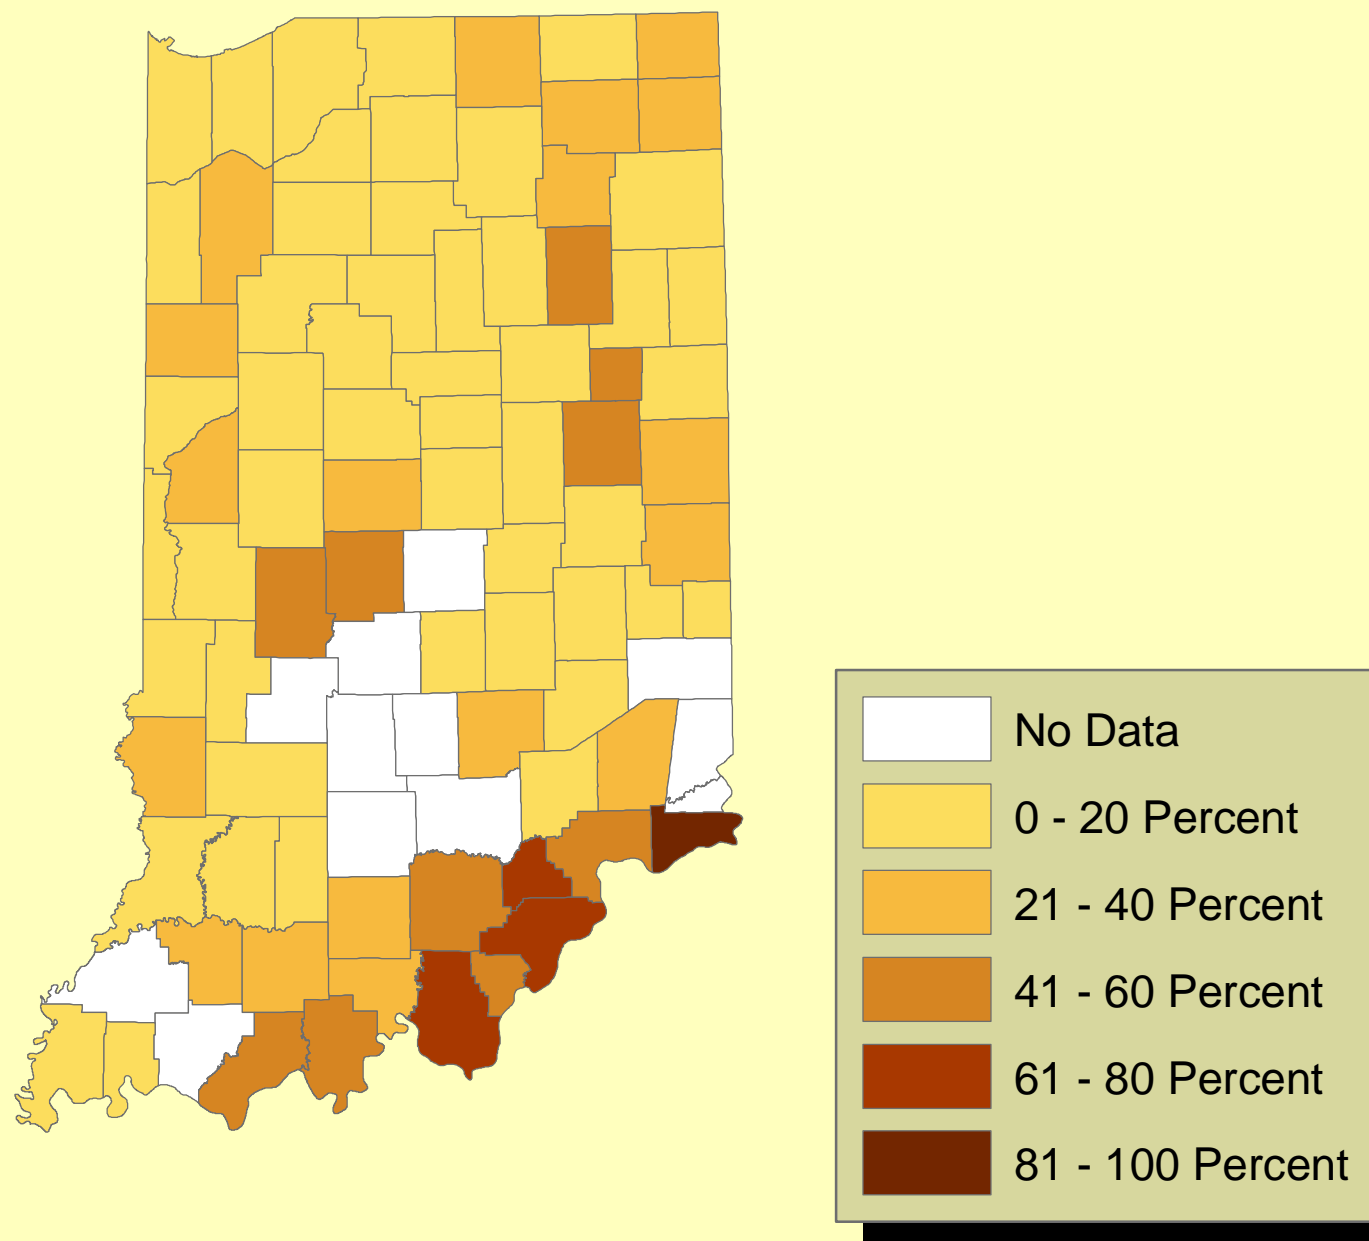 No Data
0 - 20 Percent
21 - 40 Percent
41 - 60 Percent
61 - 80 Percent
81 - 100 Percent